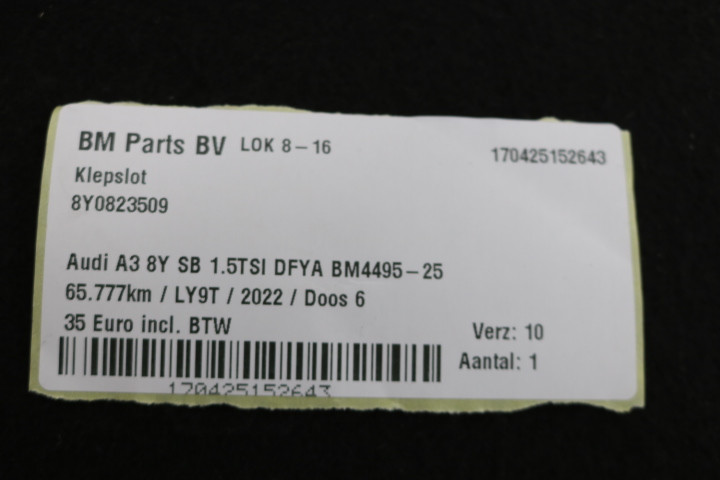 BM Parts BV LOK 8-16 170425152643
Klepslot
8Y0823509
Audi A3 8Y SB 1.5TSI DFYA BM4495-25
65.777km / LY9T / 2022 / Doos 6
35 Euro incl. BTW Verz: 10
Aantal: 1
170425152643